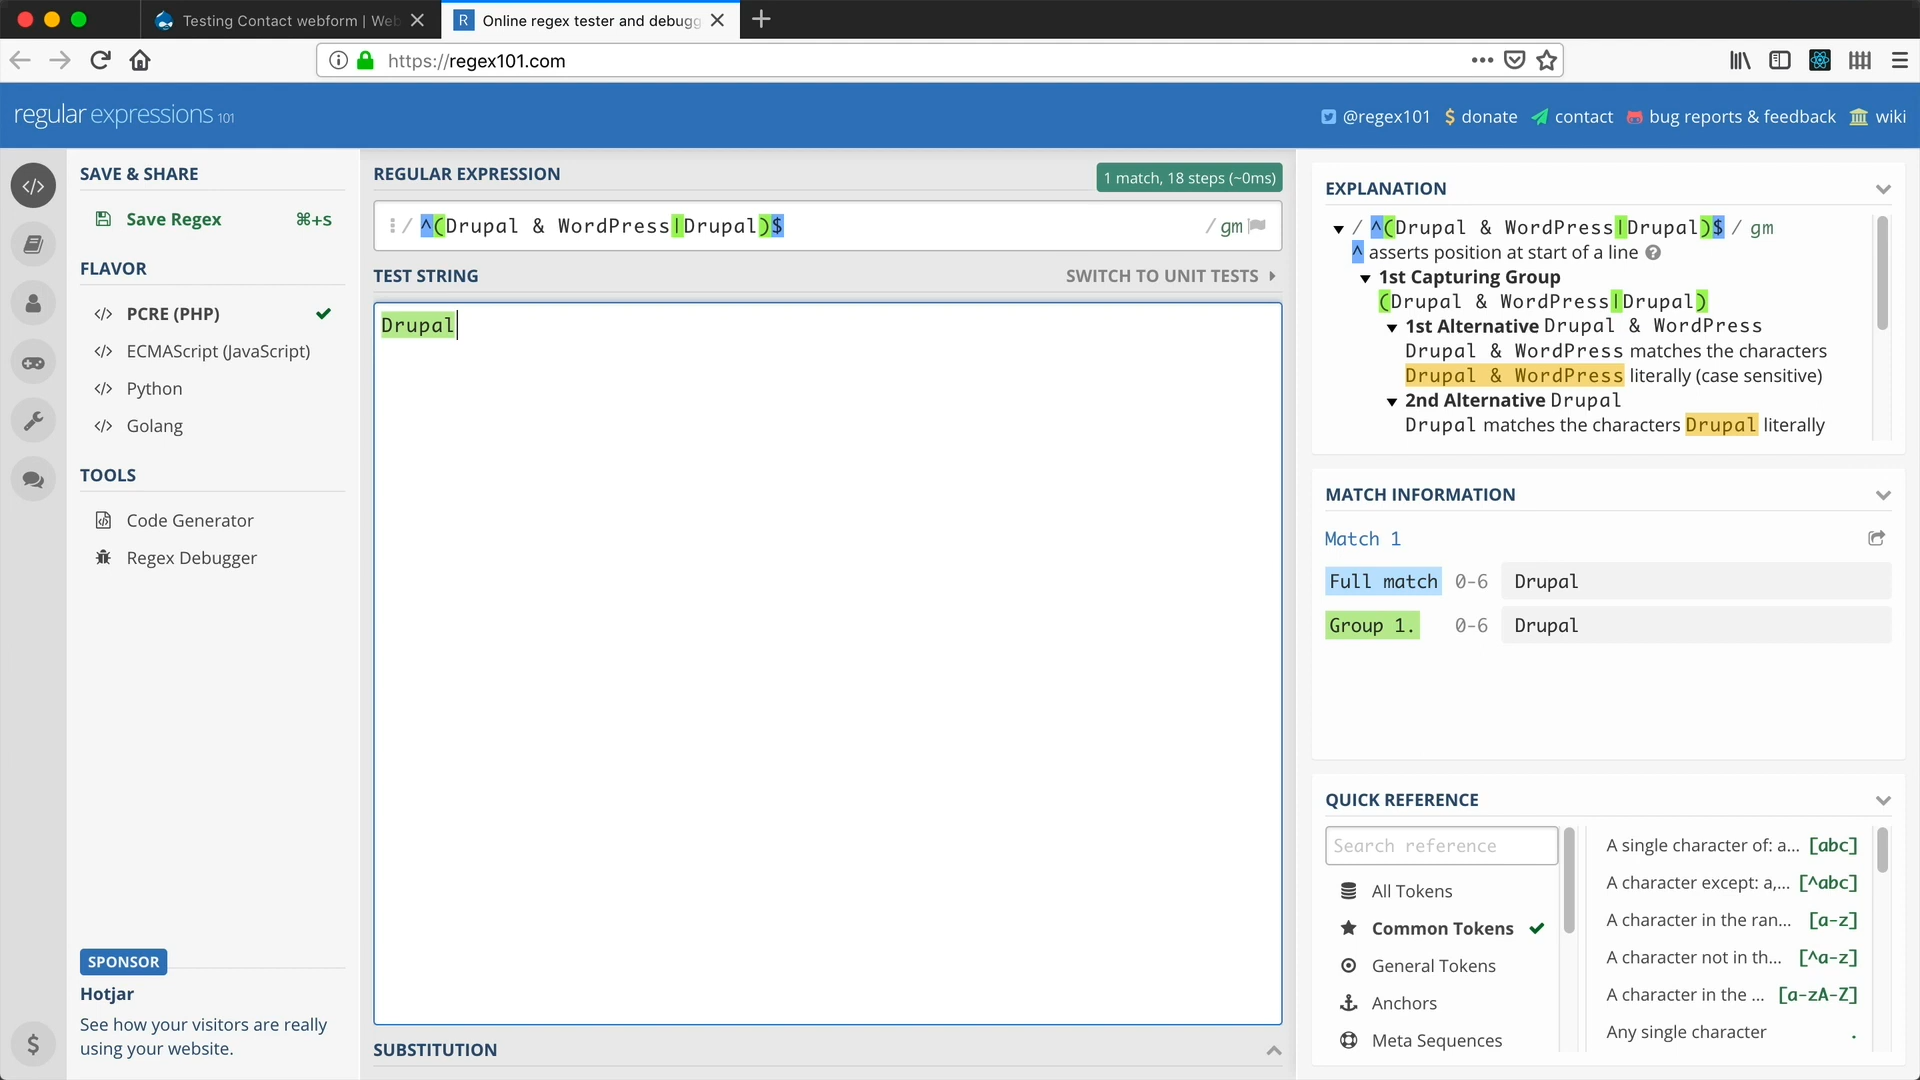 Testing Contact webform | Web
Online regex tester and debugg
https://regex101.com
regular expressions 101
@regex101
$ donate
contact
bug reports & feedback
wiki
SAVE & SHARE
Save Regex ⌘+s
FLAVOR
</> PCRE (PHP)
</> ECMAScript (JavaScript)
</> Python
</> Golang
TOOLS
Code Generator
Regex Debugger
SPONSOR
Hotjar
See how your visitors are really
using your website.
$
REGULAR EXPRESSION
1 match, 18 steps (~0ms)
/ ^(Drupal & WordPress|Drupal)$ / gm
TEST STRING
SWITCH TO UNIT TESTS
Drupal
SUBSTITUTION
EXPLANATION
/ ^(Drupal & WordPress|Drupal)$ / gm
^ asserts position at start of a line
1st Capturing Group
(Drupal & WordPress|Drupal)
1st Alternative Drupal & WordPress
Drupal & WordPress matches the characters
Drupal & WordPress literally (case sensitive)
2nd Alternative Drupal
Drupal matches the characters Drupal literally
MATCH INFORMATION
Match 1
Full match 0-6 Drupal
Group 1. 0-6 Drupal
QUICK REFERENCE
Search reference
All Tokens
Common Tokens
General Tokens
Anchors
Meta Sequences
A single character of: a... [abc]
A character except: a,... [^abc]
A character in the ran... [a-z]
A character not in th... [^a-z]
A character in the ... [a-zA-Z]
Any single character .